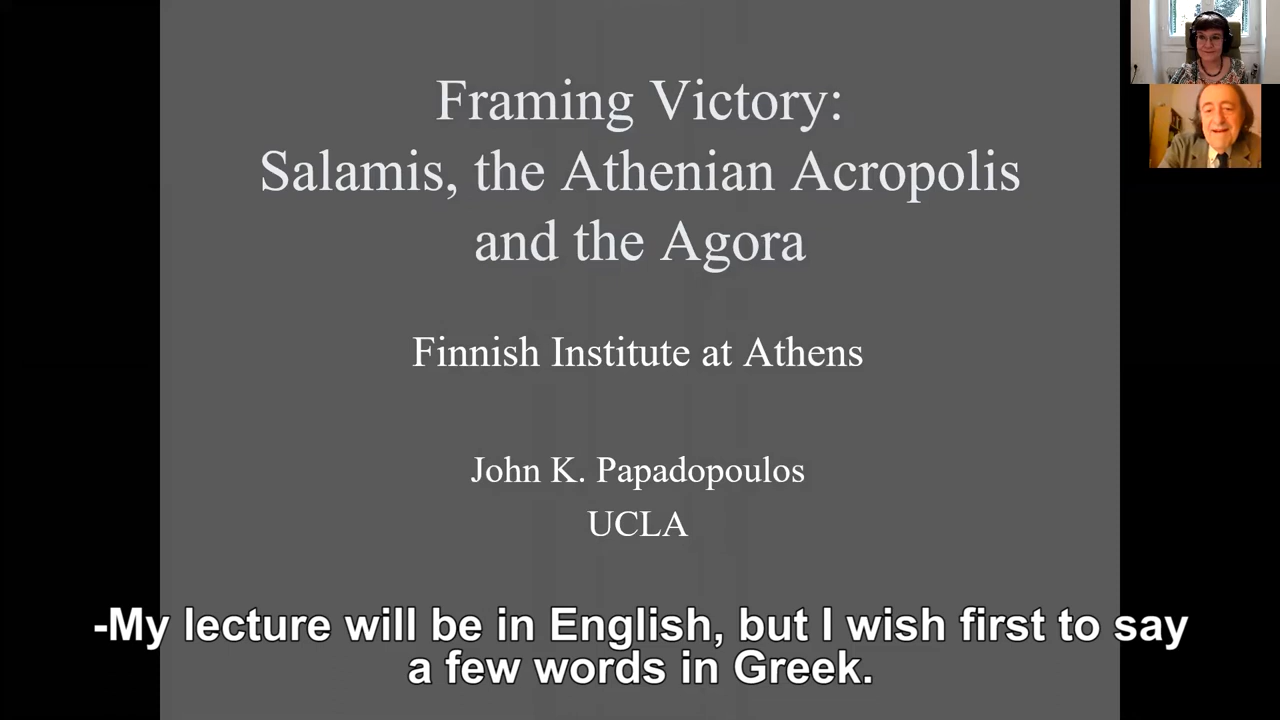 Framing Victory:
Salamis, the Athenian Acropolis
and the Agora
Finnish Institute at Athens
John K. Papadopoulos
UCLA
-My lecture will be in English, but I wish first to say
a few words in Greek.